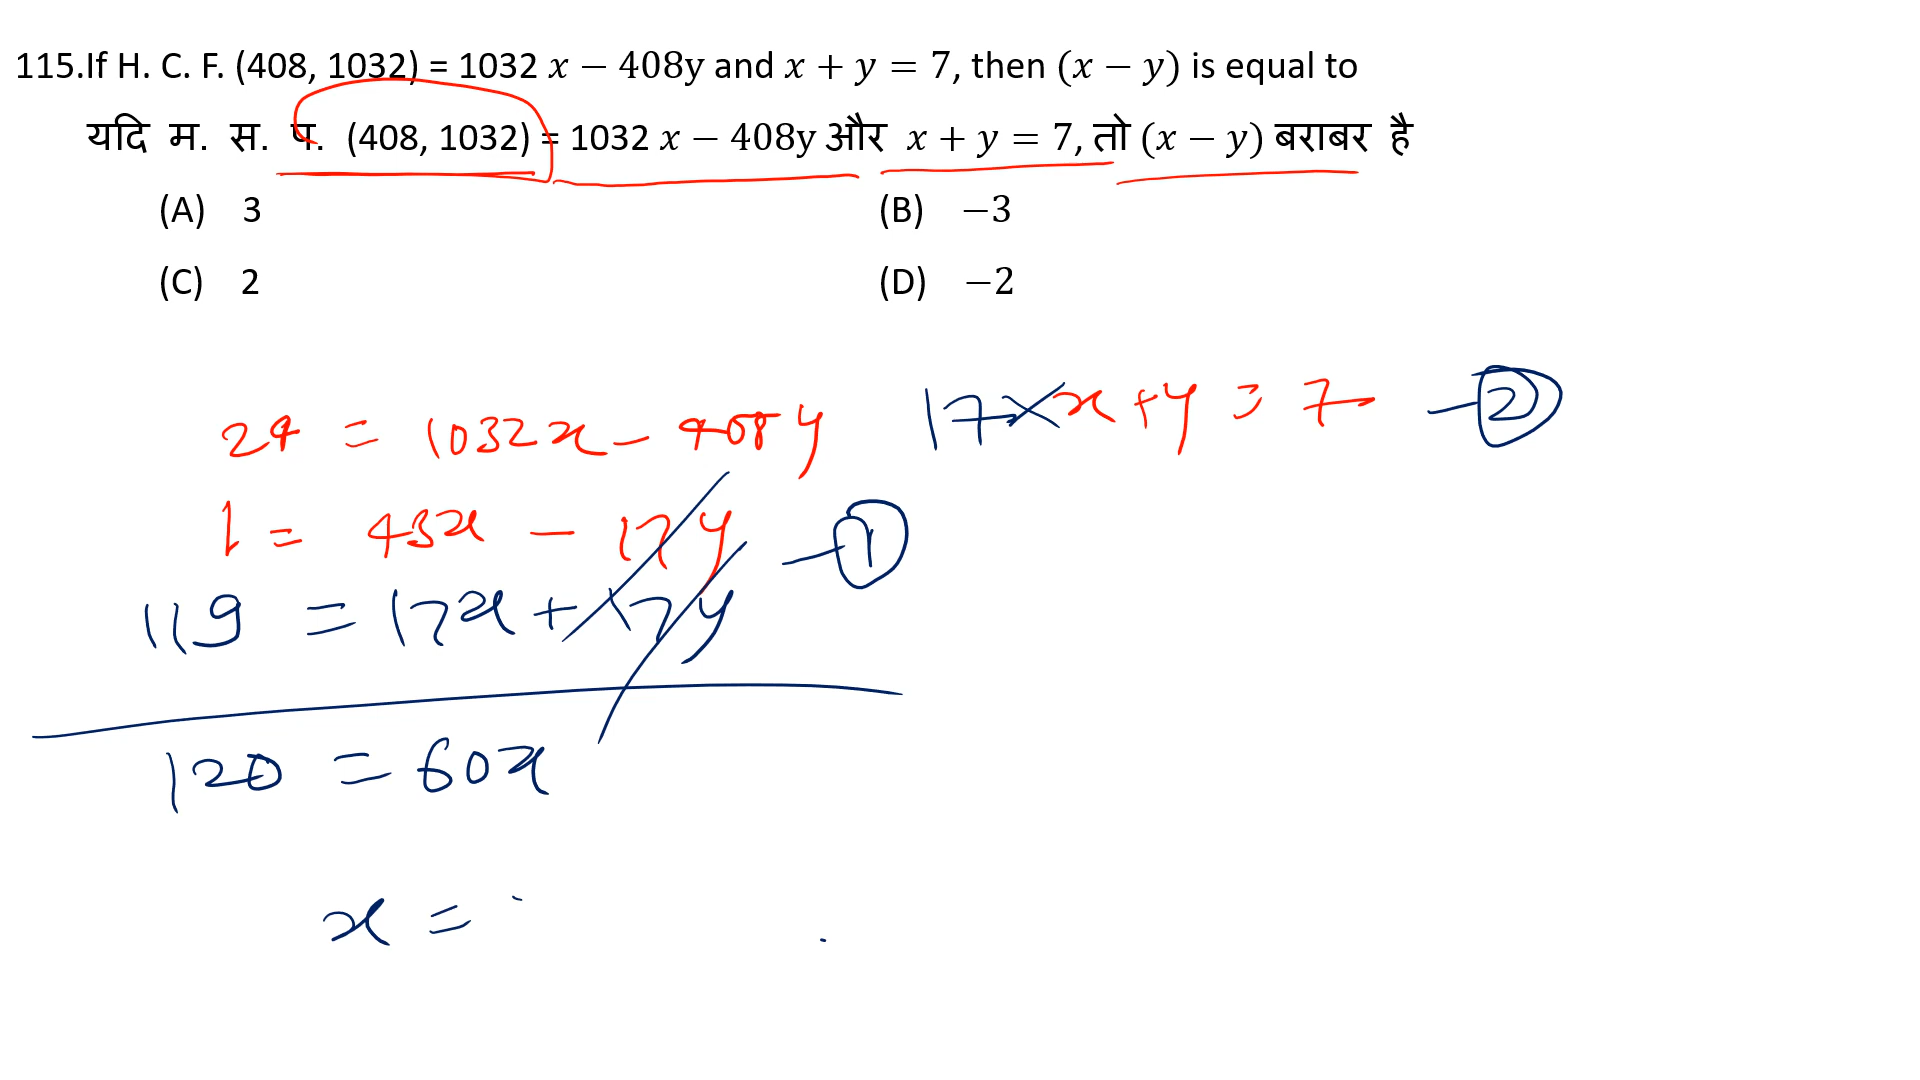 115.If H. C. F. (408, 1032) = 1032 x − 408y and x + y = 7, then (x − y) is equal to
यदि म. स. प. (408, 1032) = 1032 x − 408y और x + y = 7, तो (x − y) बराबर है
(A) 3 (B) −3
(C) 2 (D) −2
24 = 1032x − 408y 17 × x + y = 7 − 2
1 = 43x − 17y − 1
119 = 17x + 17y
120 = 60x
x =